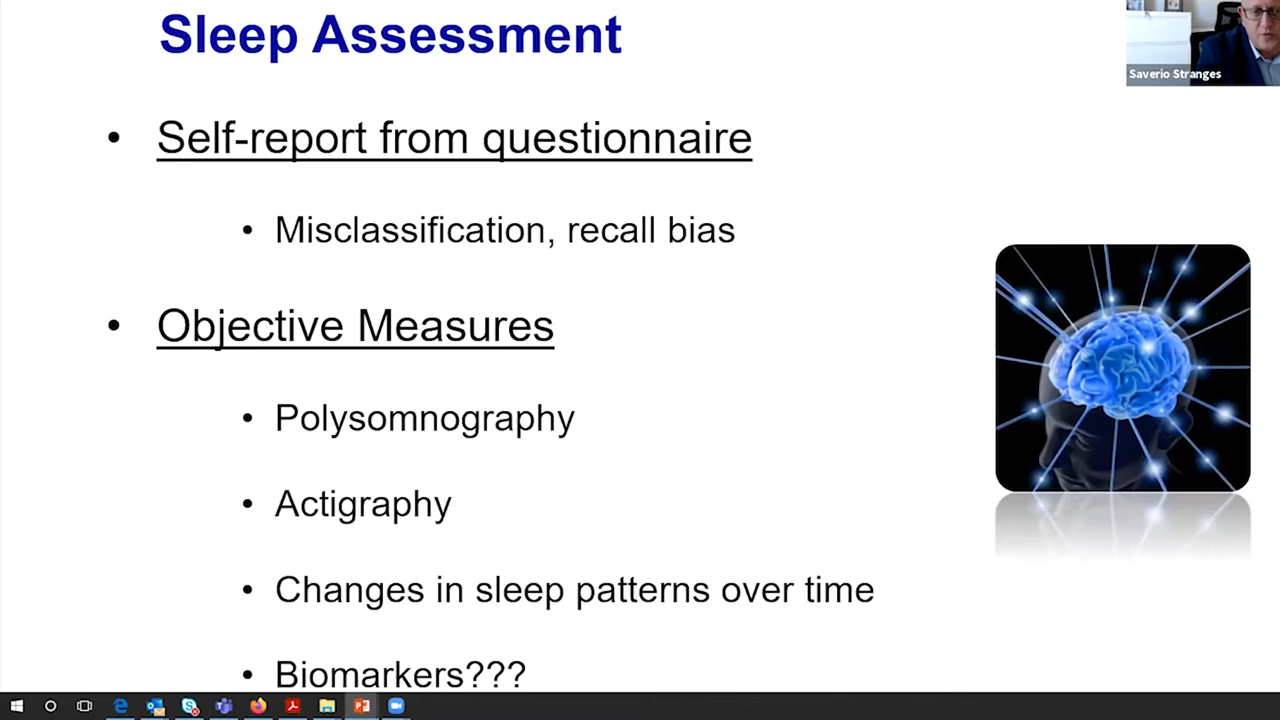 Sleep Assessment
Saverio Stranges
• Self-report from questionnaire
• Misclassification, recall bias
• Objective Measures
• Polysomnography
• Actigraphy
• Changes in sleep patterns over time
• Biomarkers???